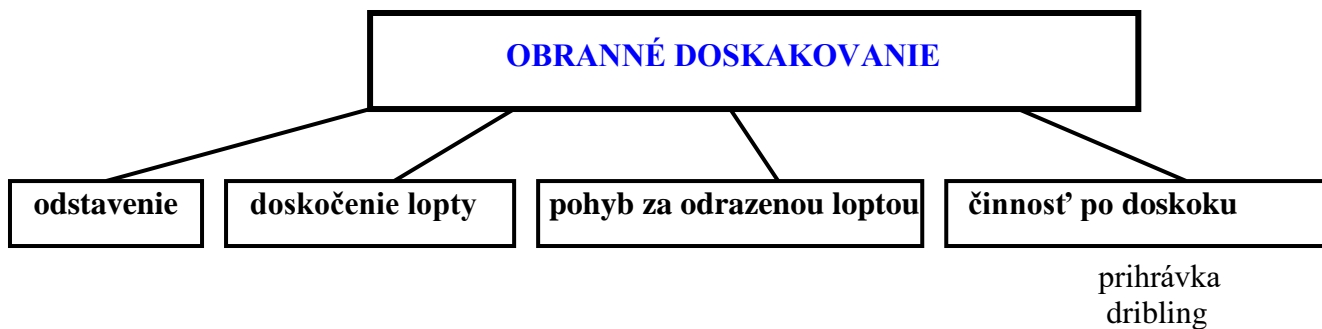 OBRANNÉ DOSKAKOVANIE
odstavenie
doskočenie lopty
pohyb za odrazenou loptou
činnosť po doskoku
prihrávka
dribling